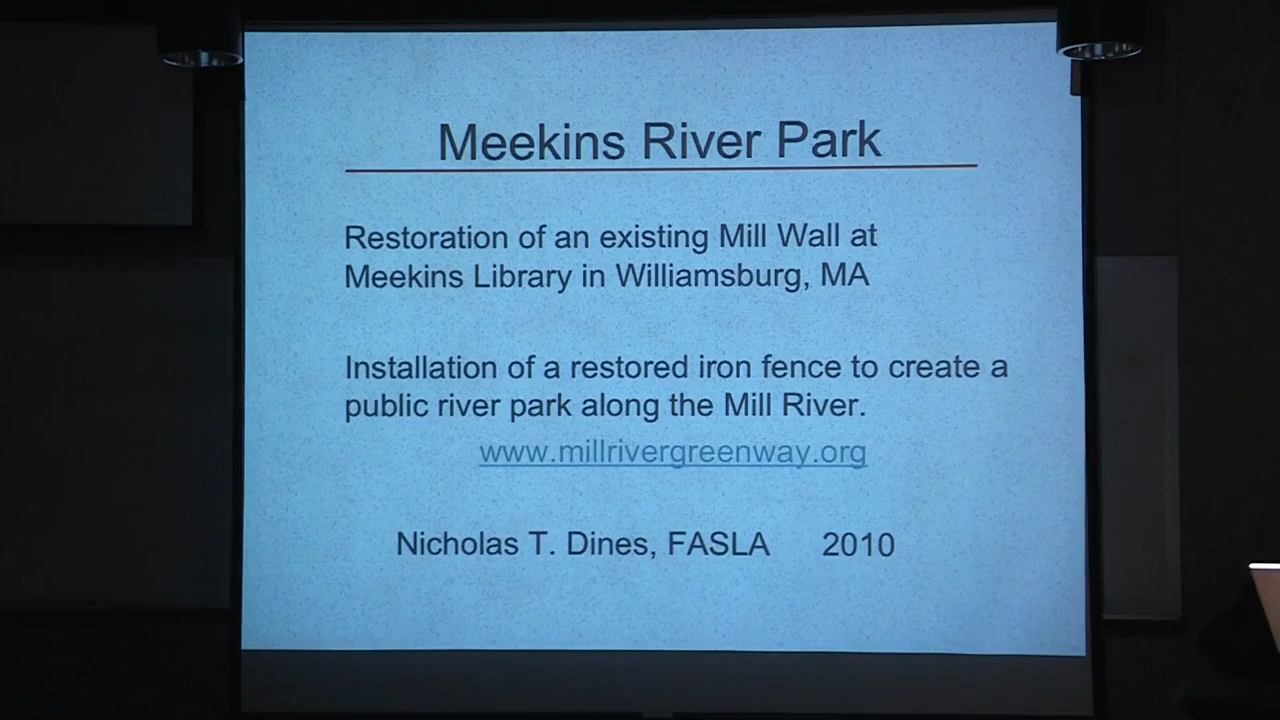 Meekins River Park
Restoration of an existing Mill Wall at
Meekins Library in Williamsburg, MA
Installation of a restored iron fence to create a
public river park along the Mill River.
www.millrivergreenway.org
Nicholas T. Dines, FASLA 2010